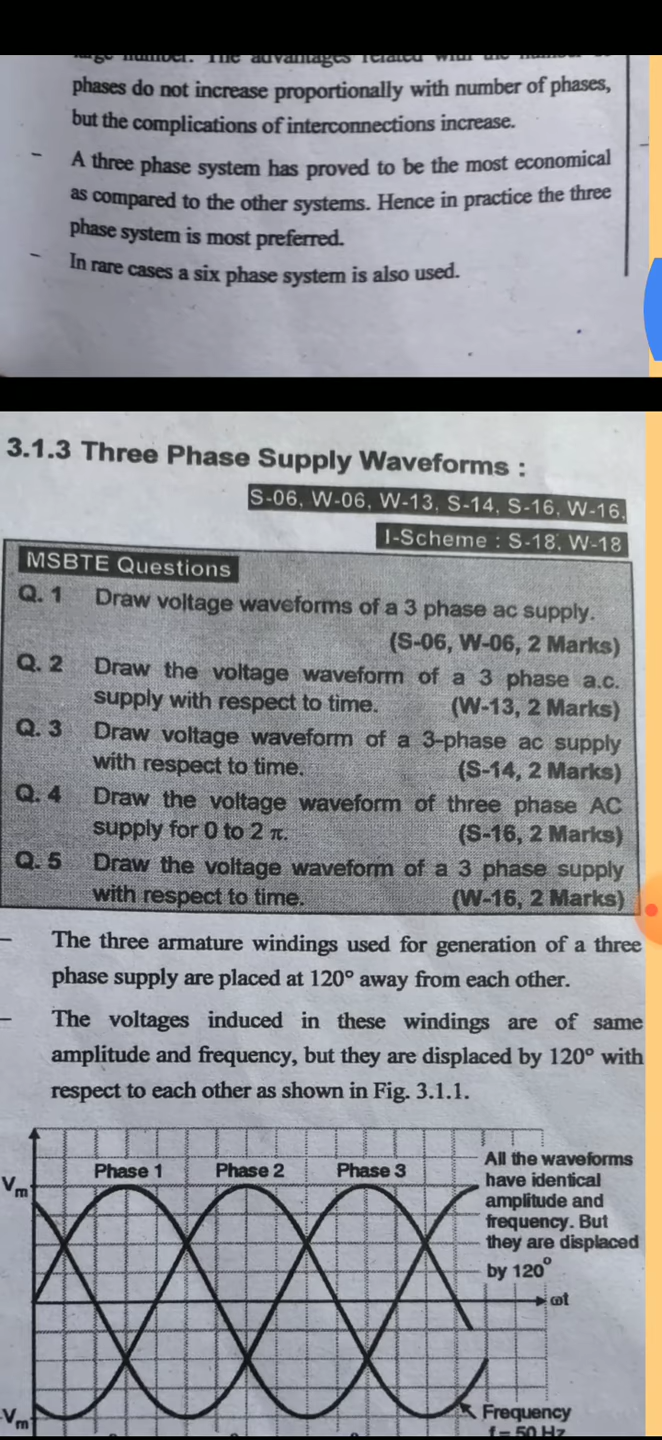 large number. The advantages related with the number of
phases do not increase proportionally with number of phases,
but the complications of interconnections increase.
- A three phase system has proved to be the most economical
as compared to the other systems. Hence in practice the three
phase system is most preferred.
- In rare cases a six phase system is also used.
3.1.3 Three Phase Supply Waveforms :
S-06, W-06, W-13, S-14, S-16, W-16,
I-Scheme : S-18, W-18
MSBTE Questions
Q. 1 Draw voltage waveforms of a 3 phase ac supply.
(S-06, W-06, 2 Marks)
Q. 2 Draw the voltage waveform of a 3 phase a.c.
supply with respect to time. (W-13, 2 Marks)
Q. 3 Draw voltage waveform of a 3-phase ac supply
with respect to time. (S-14, 2 Marks)
Q. 4 Draw the voltage waveform of three phase AC
supply for 0 to 2 π. (S-16, 2 Marks)
Q. 5 Draw the voltage waveform of a 3 phase supply
with respect to time. (W-16, 2 Marks)
- The three armature windings used for generation of a three
phase supply are placed at 120° away from each other.
- The voltages induced in these windings are of same
amplitude and frequency, but they are displaced by 120° with
respect to each other as shown in Fig. 3.1.1.
Phase 1 Phase 2 Phase 3
Vm
All the waveforms
have identical
amplitude and
frequency. But
they are displaced
by 120°
ωt
-Vm
Frequency
f = 50 Hz